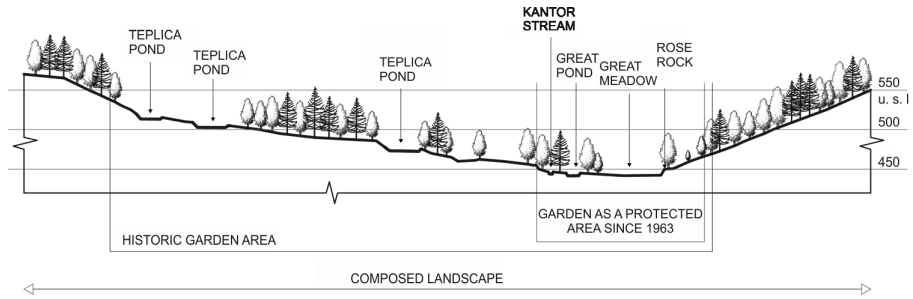 KANTOR
STREAM
TEPLICA
POND
TEPLICA
POND
TEPLICA
POND
GREAT
POND
GREAT
MEADOW
ROSE
ROCK
550
u. s. l
500
450
GARDEN AS A PROTECTED
AREA SINCE 1963
HISTORIC GARDEN AREA
COMPOSED LANDSCAPE